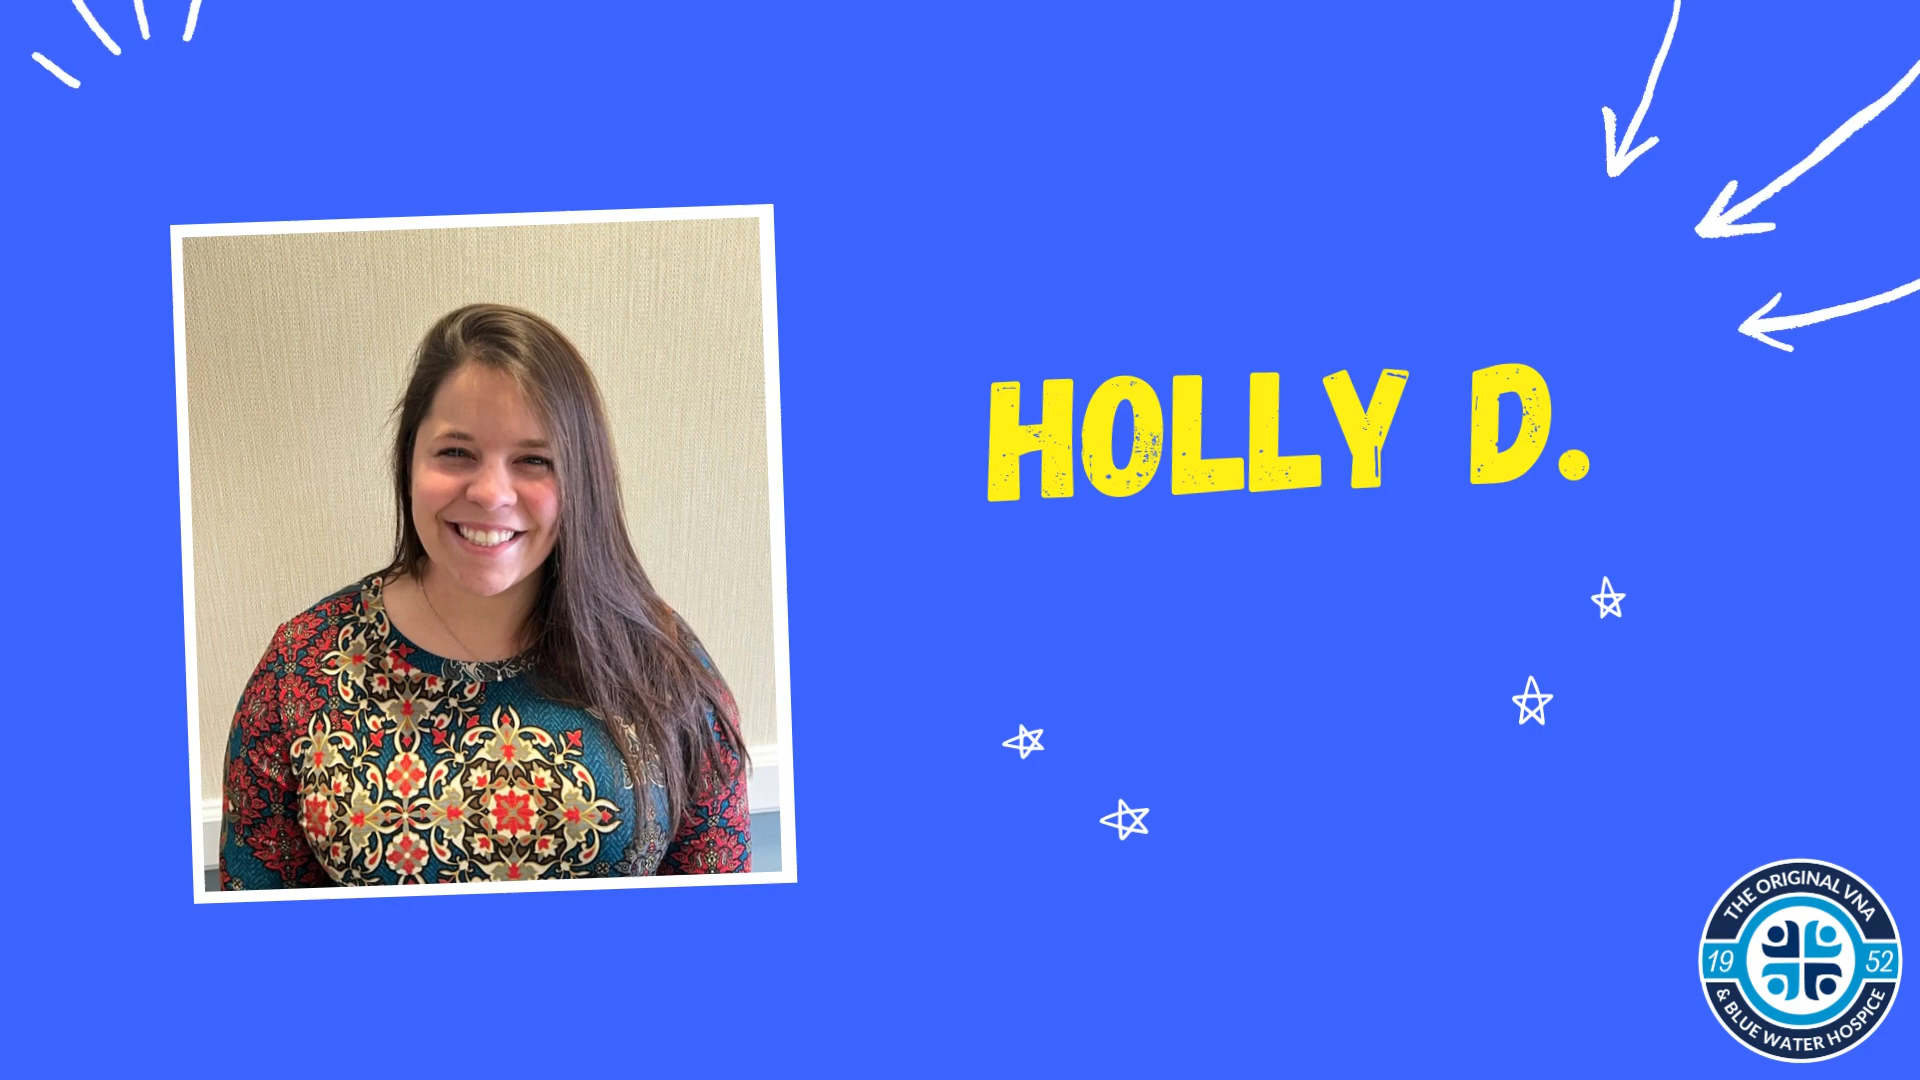 HOLLY D.
THE ORIGINAL VNA
19 52
& BLUE WATER HOSPICE